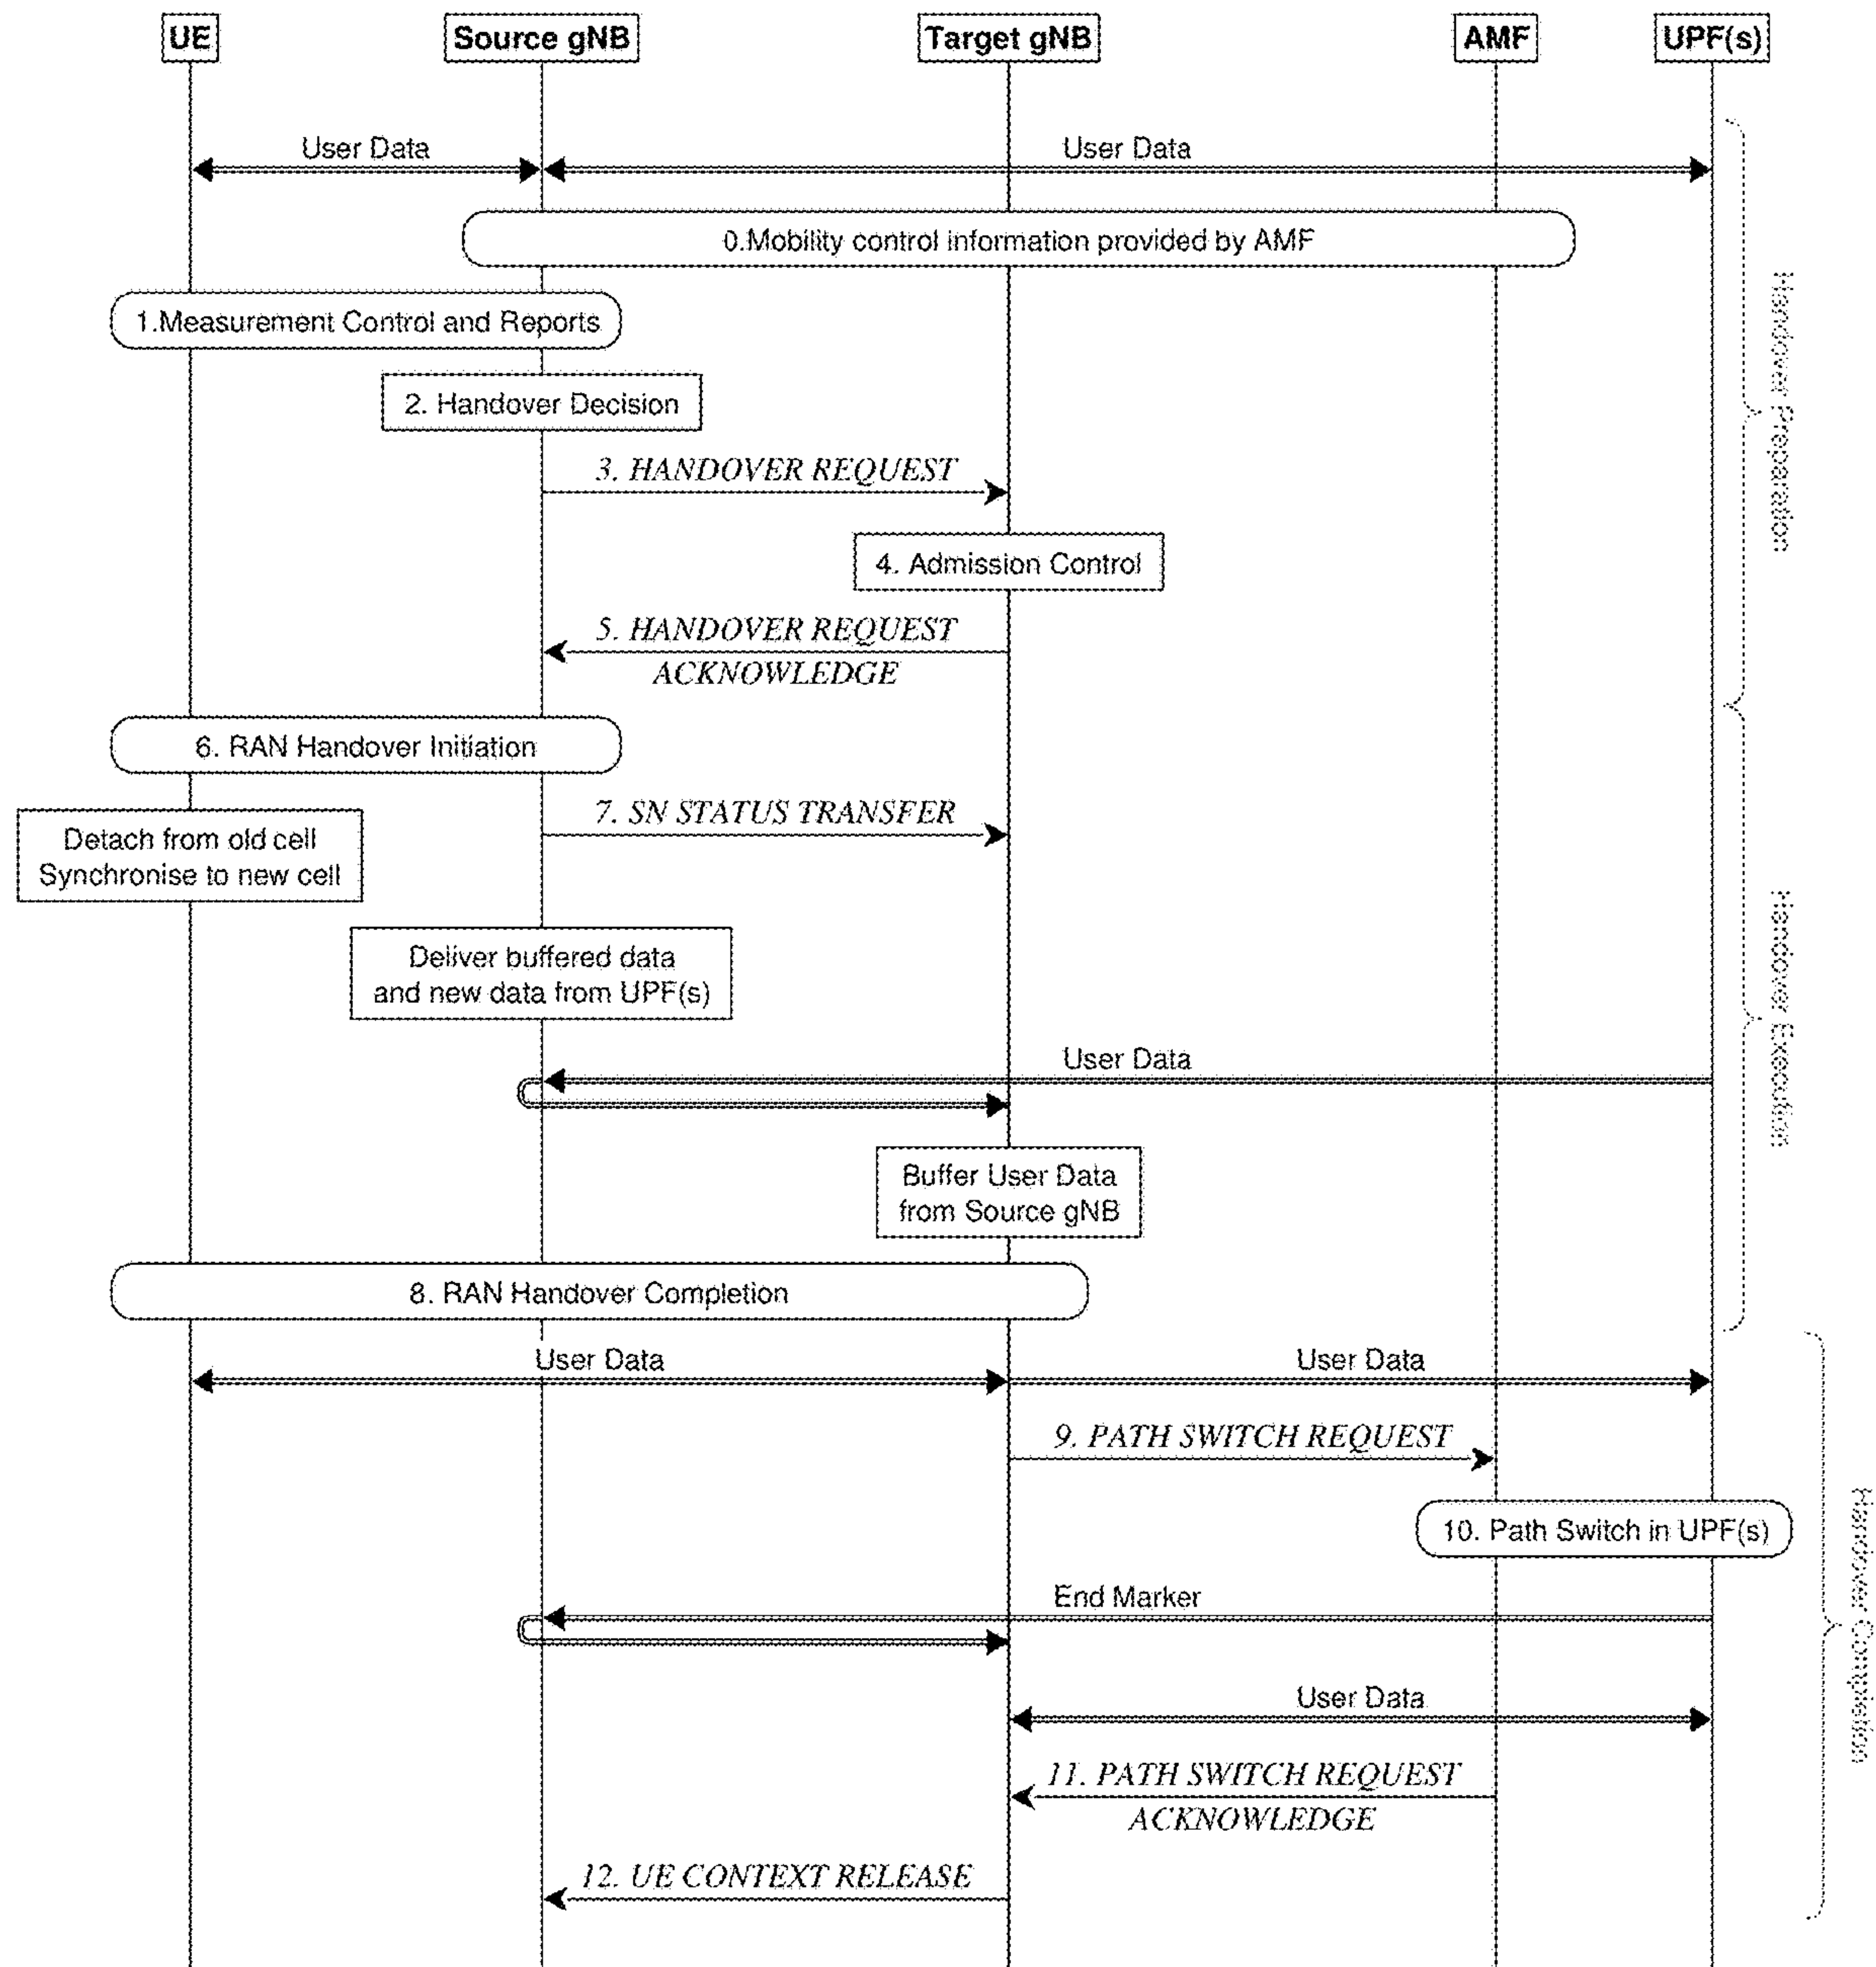 UE
Source gNB
Target gNB
AMF
UPF(s)
User Data
User Data
0.Mobility control information provided by AMF
1.Measurement Control and Reports
2. Handover Decision
3. HANDOVER REQUEST
4. Admission Control
5. HANDOVER REQUEST
ACKNOWLEDGE
Handover Preparation
6. RAN Handover Initiation
7. SN STATUS TRANSFER
Detach from old cell
Synchronise to new cell
Deliver buffered data
and new data from UPF(s)
User Data
Buffer User Data
from Source gNB
Handover Execution
8. RAN Handover Completion
User Data
User Data
9. PATH SWITCH REQUEST
10. Path Switch in UPF(s)
End Marker
User Data
11. PATH SWITCH REQUEST
ACKNOWLEDGE
12. UE CONTEXT RELEASE
Handover Completion